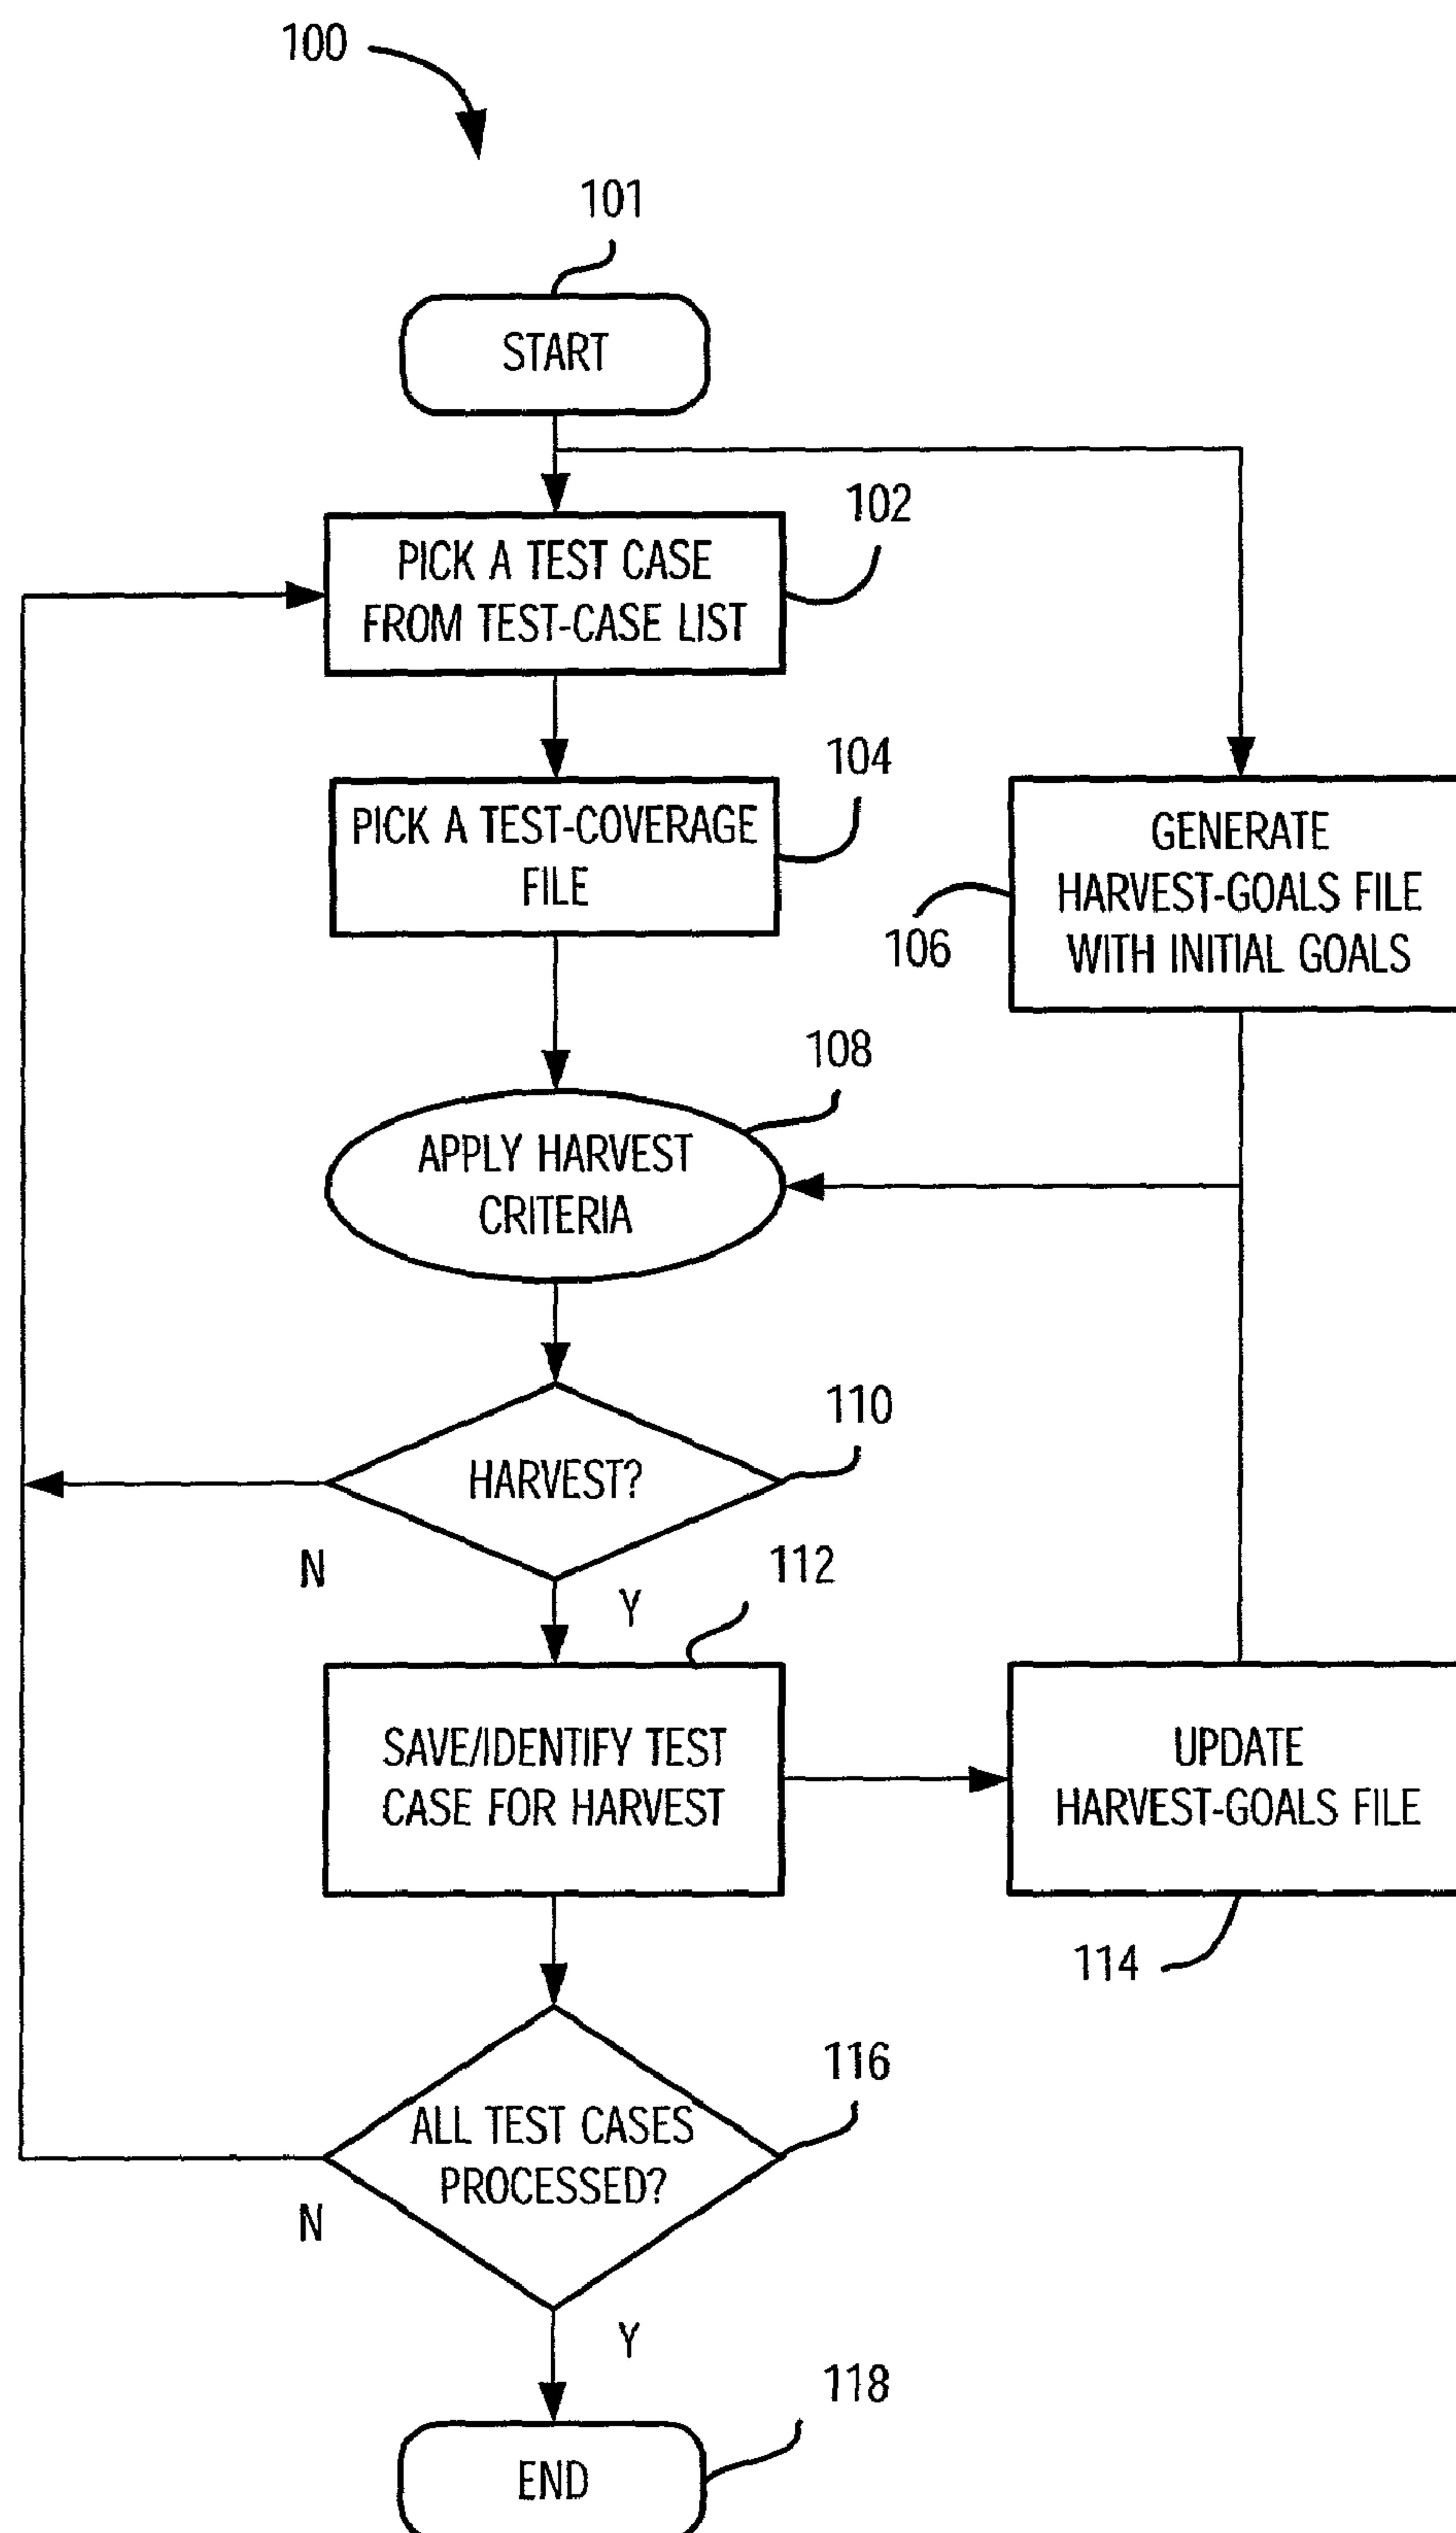 100
101
START
102
PICK A TEST CASE
FROM TEST-CASE LIST
104
PICK A TEST-COVERAGE
FILE
GENERATE
HARVEST-GOALS FILE
WITH INITIAL GOALS
106
108
APPLY HARVEST
CRITERIA
110
HARVEST?
N
Y
112
SAVE/IDENTIFY TEST
CASE FOR HARVEST
UPDATE
HARVEST-GOALS FILE
114
116
ALL TEST CASES
PROCESSED?
N
Y
118
END